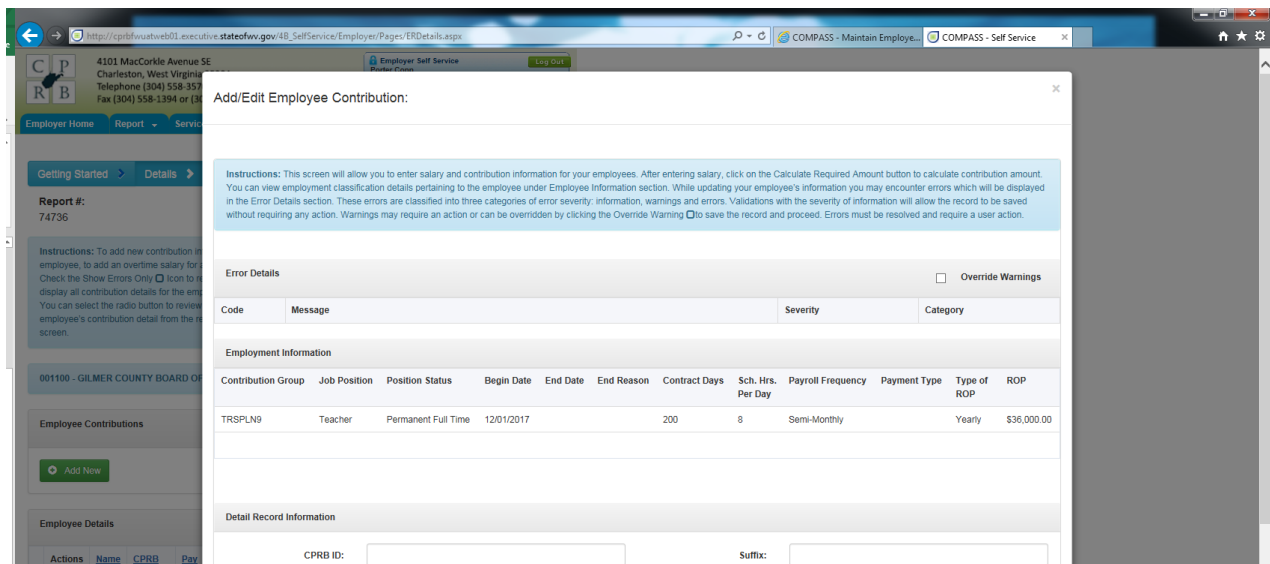 http://cprbfwuatweb01.executive.stateofwv.gov/4B_SelfService/Employer/Pages/ERDetails.aspx
COMPASS - Maintain Employe...
COMPASS - Self Service
C P
R B
4101 MacCorkle Avenue SE
Charleston, West Virginia
Telephone (304) 558-357
Fax (304) 558-1394 or (30
Employer Self Service
Porter Conn
Log Out
Employer Home
Report
Servic
Getting Started
Details
Report #:
74736
Instructions: To add new contribution in
employee, to add an overtime salary for a
Check the Show Errors Only Icon to re
display all contribution details for the emp
You can select the radio button to review
employee's contribution detail from the re
screen.
001100 - GILMER COUNTY BOARD OF
Employee Contributions
Add New
Employee Details
Actions Name CPRB Pay
Add/Edit Employee Contribution:
Instructions: This screen will allow you to enter salary and contribution information for your employees. After entering salary, click on the Calculate Required Amount button to calculate contribution amount.
You can view employment classification details pertaining to the employee under Employee Information section. While updating your employee's information you may encounter errors which will be displayed
in the Error Details section. These errors are classified into three categories of error severity: information, warning and errors. Validations with the severity of information will allow the record to be saved
without requiring any action. Warnings may require an action or can be overridden by clicking the Override Warning to save the record and proceed. Errors must be resolved and require a user action.
Error Details
Override Warnings
Code Message Severity Category
Employment Information
Contribution Group Job Position Position Status Begin Date End Date End Reason Contract Days Sch. Hrs. Per Day Payroll Frequency Payment Type Type of ROP ROP
TRSPLN9 Teacher Permanent Full Time 12/01/2017 200 8 Semi-Monthly Yearly $36,000.00
Detail Record Information
CPRB ID:
Suffix: